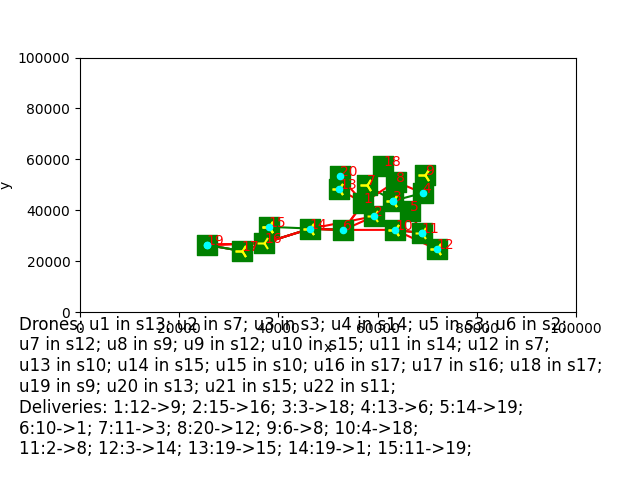 100000
80000
60000
40000
20000
0
y
0 20000 40000 60000 80000 100000
x
18
Drones: u1 in s13; u2 in s7; u3 in s3; u4 in s14; u5 in s3; u6 in s2;
u7 in s12; u8 in s9; u9 in s12; u10 in s15; u11 in s14; u12 in s7;
u13 in s10; u14 in s15; u15 in s10; u16 in s17; u17 in s16; u18 in s17;
u19 in s9; u20 in s13; u21 in s15; u22 in s11;
Deliveries: 1:12->9; 2:15->16; 3:3->18; 4:13->6; 5:14->19;
6:10->1; 7:11->3; 8:20->12; 9:6->8; 10:4->18;
11:2->8; 12:3->14; 13:19->15; 14:19->1; 15:11->19;